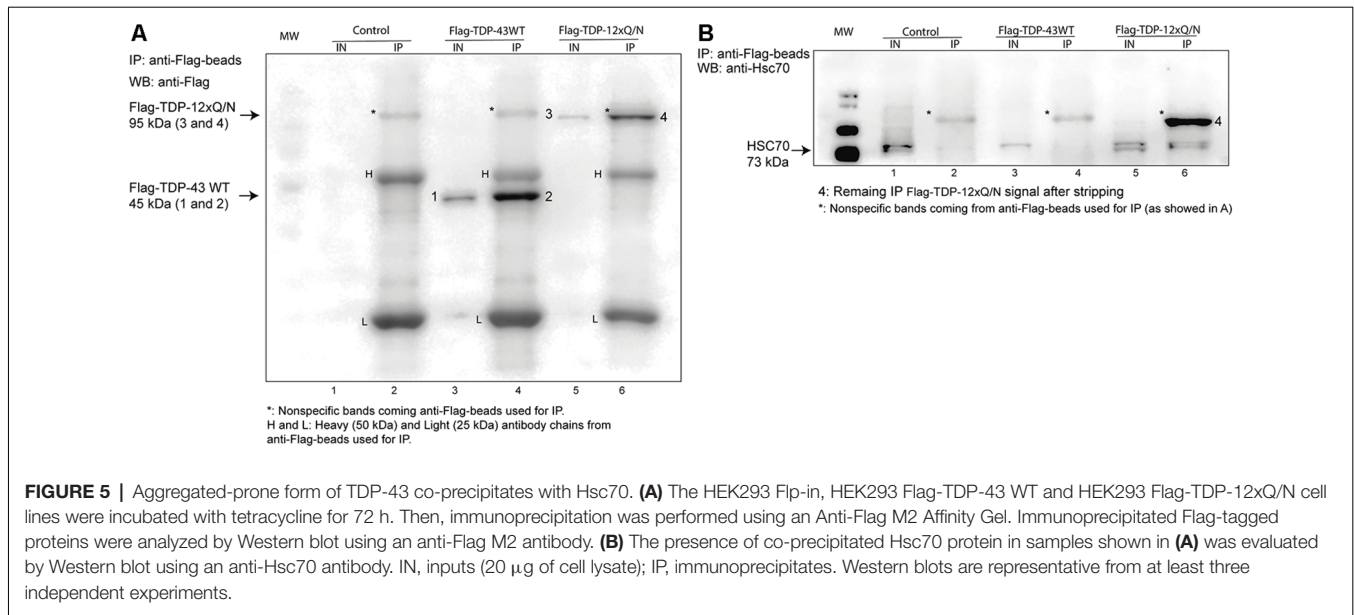 A
MW
Control
Flag-TDP-43WT
Flag-TDP-12xQ/N
IN IP IN IP IN IP
IP: anti-Flag-beads
WB: anti-Flag
Flag-TDP-12xQ/N
95 kDa (3 and 4)
* * 3 * 4
H H H
Flag-TDP-43 WT
45 kDa (1 and 2)
1 2
L L L
1 2 3 4 5 6
*: Nonspecific bands coming anti-Flag-beads used for IP.
H and L: Heavy (50 kDa) and Light (25 kDa) antibody chains from
anti-Flag-beads used for IP.
B
MW
Control
Flag-TDP-43WT
Flag-TDP-12xQ/N
IN IP IN IP IN IP
IP: anti-Flag-beads
WB: anti-Hsc70
* * * 4
HSC70
73 kDa
1 2 3 4 5 6
4: Remaing IP Flag-TDP-12xQ/N signal after stripping
*: Nonspecific bands coming from anti-Flag-beads used for IP (as showed in A)
FIGURE 5 | Aggregated-prone form of TDP-43 co-precipitates with Hsc70. (A) The HEK293 Flp-in, HEK293 Flag-TDP-43 WT and HEK293 Flag-TDP-12xQ/N cell
lines were incubated with tetracycline for 72 h. Then, immunoprecipitation was performed using an Anti-Flag M2 Affinity Gel. Immunoprecipitated Flag-tagged
proteins were analyzed by Western blot using an anti-Flag M2 antibody. (B) The presence of co-precipitated Hsc70 protein in samples shown in (A) was evaluated
by Western blot using an anti-Hsc70 antibody. IN, inputs (20 μg of cell lysate); IP, immunoprecipitates. Western blots are representative from at least three
independent experiments.